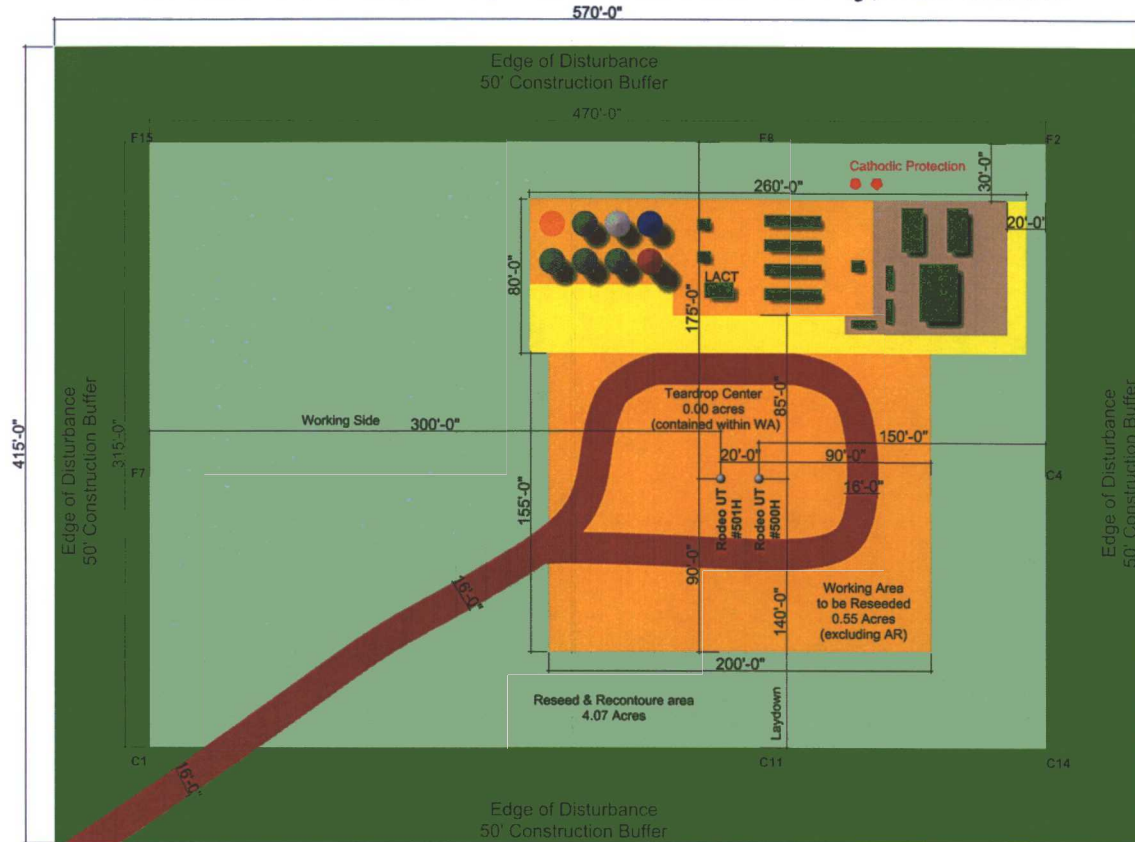 570'-0"
Edge of Disturbance
50' Construction Buffer
470'-0"
F15
F8
F2
Cathodic Protection
30'-0"
260'-0"
20'-0"
80'-0"
LACT
175'-0"
Teardrop Center
0.00 acres
(contained within WA)
85'-0"
Working Side
300'-0"
150'-0"
20'-0"
90'-0"
16'-0"
415'-0"
Edge of Disturbance
50' Construction Buffer
315'-0"
F7
C4
Edge of Disturbance
50' Construction Buffer
155'-0"
Rodeo UT
#501H
Rodeo UT
#500H
90'-0"
140'-0"
16'-0"
Working Area
to be Reseeded
0.55 Acres
(excluding AR)
200'-0"
Reseed & Recontoure area
4.07 Acres
Laydown
C1
C11
C14
16'-0"
Edge of Disturbance
50' Construction Buffer